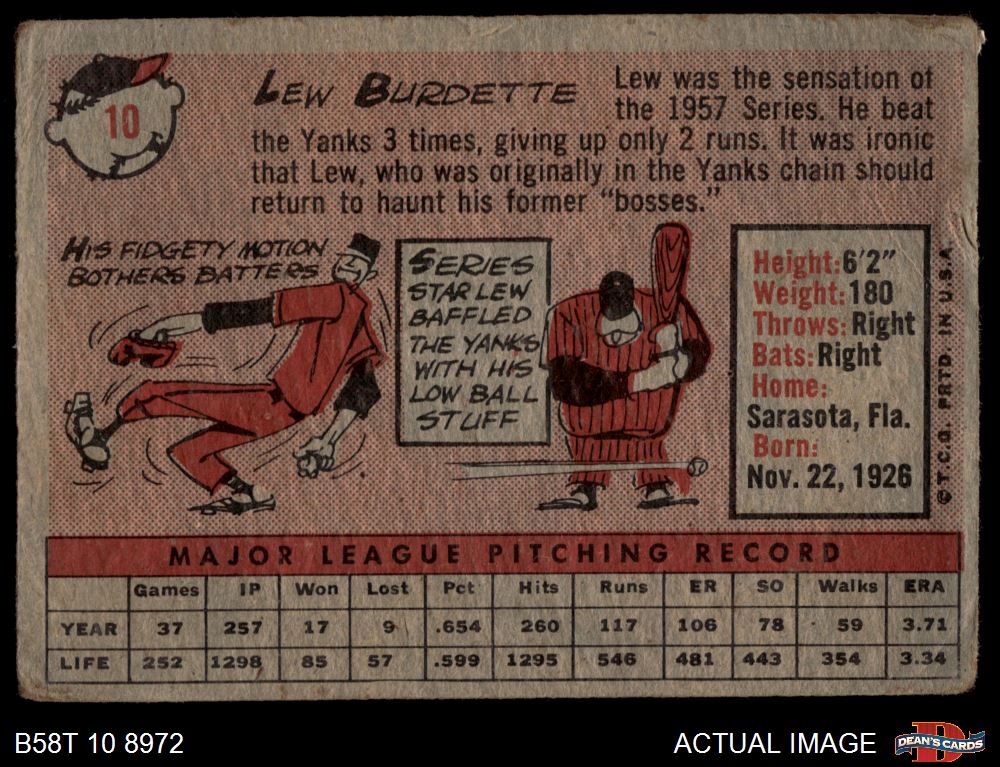 10
LEW BURDETTE
Lew was the sensation of
the 1957 Series. He beat
the Yanks 3 times, giving up only 2 runs. It was ironic
that Lew, who was originally in the Yanks chain should
return to haunt his former “bosses.”
HIS FIDGETY MOTION
BOTHERS BATTERS
SERIES
STAR LEW
BAFFLED
THE YANKS
WITH HIS
LOW BALL
STUFF
Height: 6'2"
Weight: 180
Throws: Right
Bats: Right
Home:
Sarasota, Fla.
Born:
Nov. 22, 1926
© T.C.G. PRTD. IN U.S.A.
MAJOR LEAGUE PITCHING RECORD
Games IP Won Lost Pct Hits Runs ER SO Walks ERA
YEAR 37 257 17 9 .654 260 117 106 78 59 3.71
LIFE 252 1298 85 57 .599 1295 546 481 443 354 3.34
B58T 10 8972
ACTUAL IMAGE
D
DEAN'S CARDS